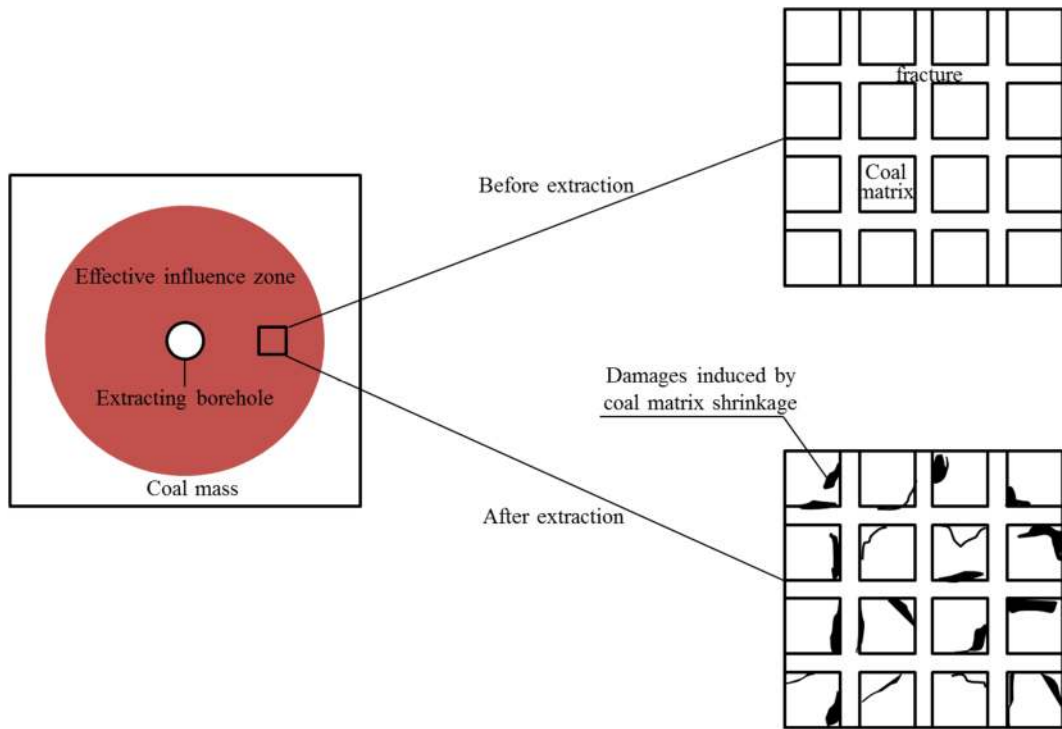 fracture
Coal
matrix
Before extraction
Effective influence zone
Extracting borehole
Coal mass
Damages induced by
coal matrix shrinkage
After extraction